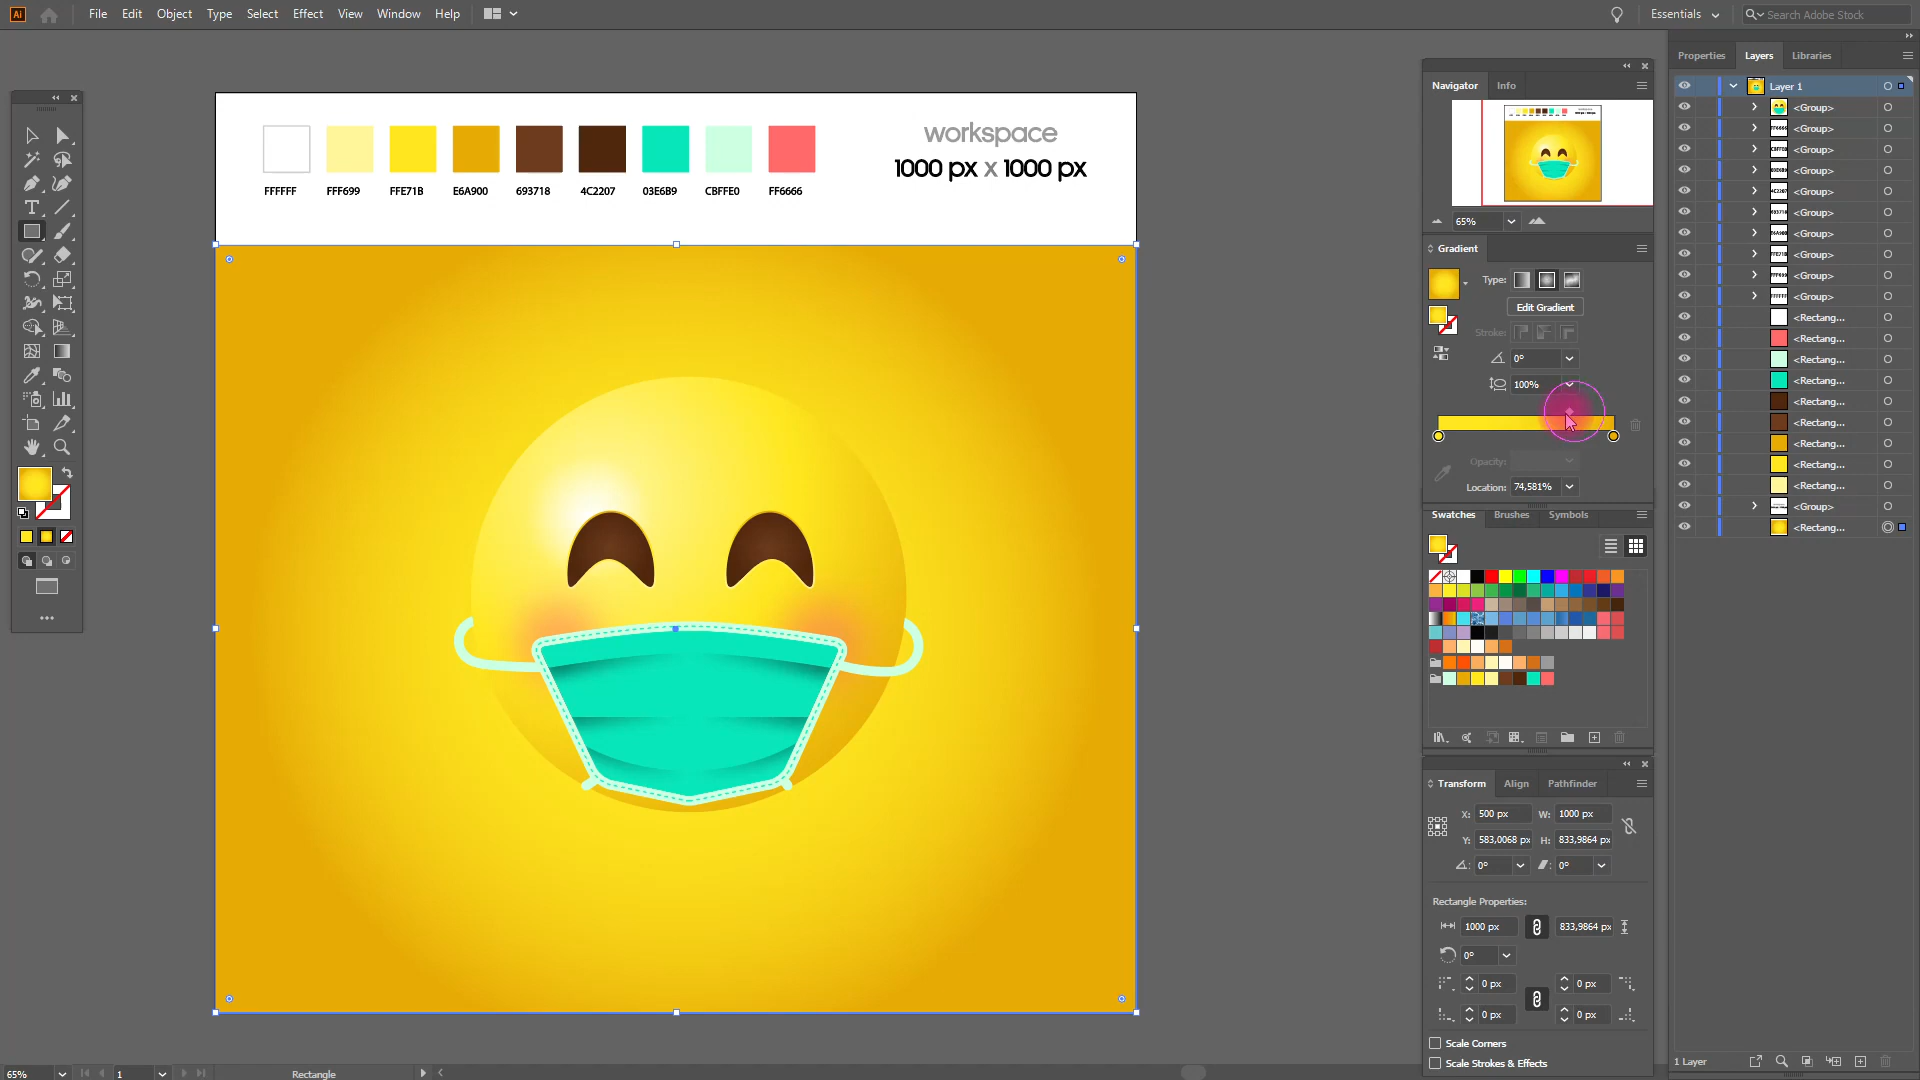 Ai File Edit Object Type Select Effect View Window Help Essentials Search Adobe Stock
Properties Layers Libraries
Navigator Info
65%
Gradient
Type:
Edit Gradient
Stroke:
0°
100%
Opacity:
Location: 74,581%
Swatches Brushes Symbols
Transform Align Pathfinder
X: 500 px W: 1000 px
Y: 583,0068 px H: 833,9864 px
0° 0°
Rectangle Properties:
1000 px 833,9864 px
0°
0 px 0 px
0 px 0 px
Scale Corners
Scale Strokes & Effects
Layer 1
<Group>
<Group>
<Group>
<Group>
<Group>
<Group>
<Group>
<Group>
<Group>
<Group>
<Rectang...
<Rectang...
<Rectang...
<Rectang...
<Rectang...
<Rectang...
<Rectang...
<Rectang...
<Rectang...
<Group>
<Rectang...
1 Layer
workspace
1000 px x 1000 px
FFFFFF FFF699 FFE71B E6A900 693718 4C2207 03E6B9 CBFFE0 FF6666
65% 1 Rectangle